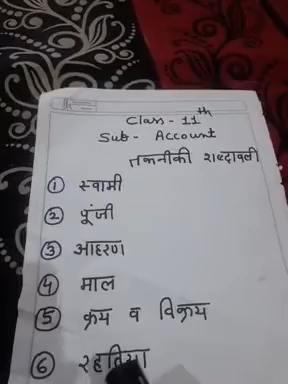 Class - 11th
Sub - Account
तकनीकी शब्दावली
① स्वामी
② पूंजी
③ आहरण
④ माल
⑤ क्रय व विक्रय
⑥ रहतिया